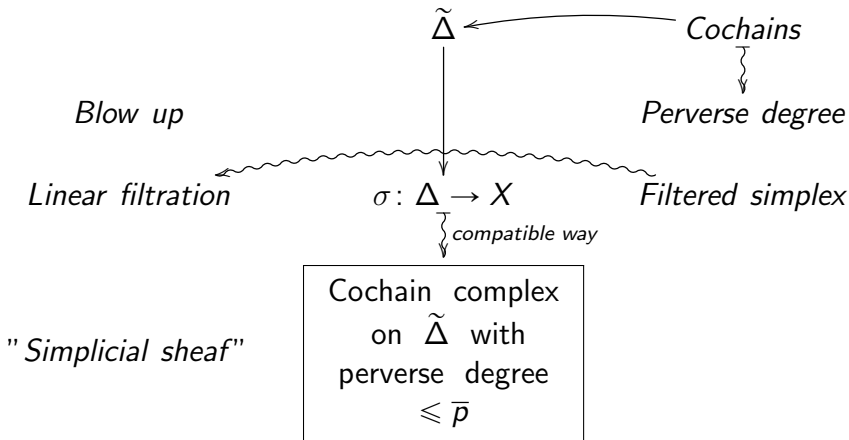 Δ̃ Cochains
Blow up Perverse degree
Linear filtration σ: Δ → X Filtered simplex
compatible way
Cochain complex
on Δ̃ with
"Simplicial sheaf"
perverse degree
⩽ p̅